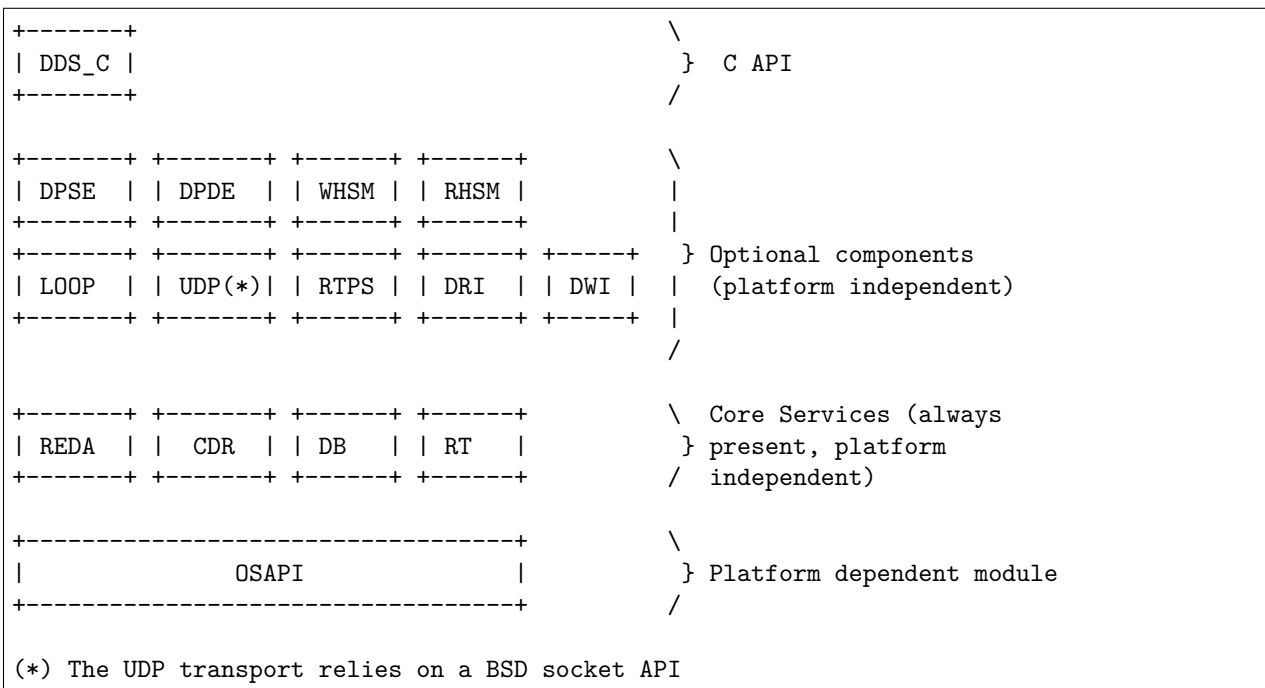 +-------+                                  \
| DDS_C |                                   }  C API
+-------+                                  /

+-------+ +-------+ +------+ +------+          \
| DPSE  | | DPDE  | | WHSM | | RHSM |          |
+-------+ +-------+ +------+ +------+          |
+-------+ +-------+ +------+ +------+ +-----+   } Optional components
| LOOP  | | UDP(*)| | RTPS | | DRI  | | DWI |  |  (platform independent)
+-------+ +-------+ +------+ +------+ +-----+  |
                                               /

+-------+ +-------+ +------+ +------+          \  Core Services (always
| REDA  | |  CDR  | | DB   | | RT   |           } present, platform
+-------+ +-------+ +------+ +------+          /  independent)

+-----------------------------------+          \
|               OSAPI               |           } Platform dependent module
+-----------------------------------+          /

(*) The UDP transport relies on a BSD socket API